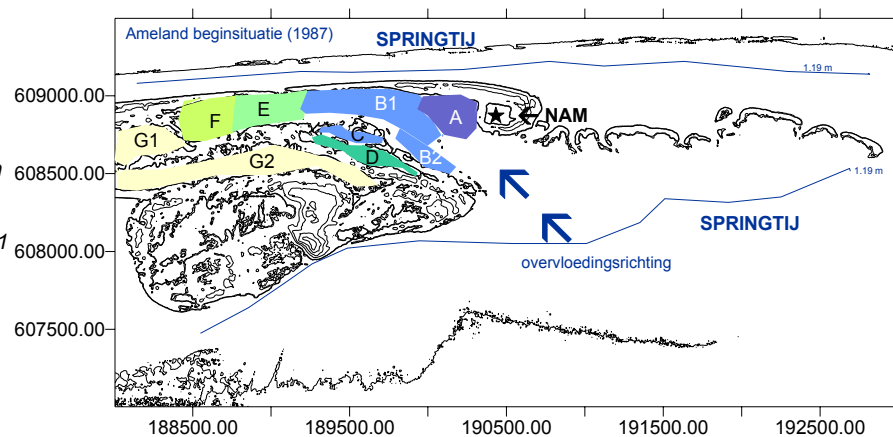 Ameland beginsituatie (1987)
SPRINGTIJ
1.19 m
609000.00
B1
A
NAM
E
F
G1
C
D
B2
G2
608500.00
1.19 m
SPRINGTIJ
1
608000.00
overvloedingsrichting
607500.00
188500.00 189500.00 190500.00 191500.00 192500.00